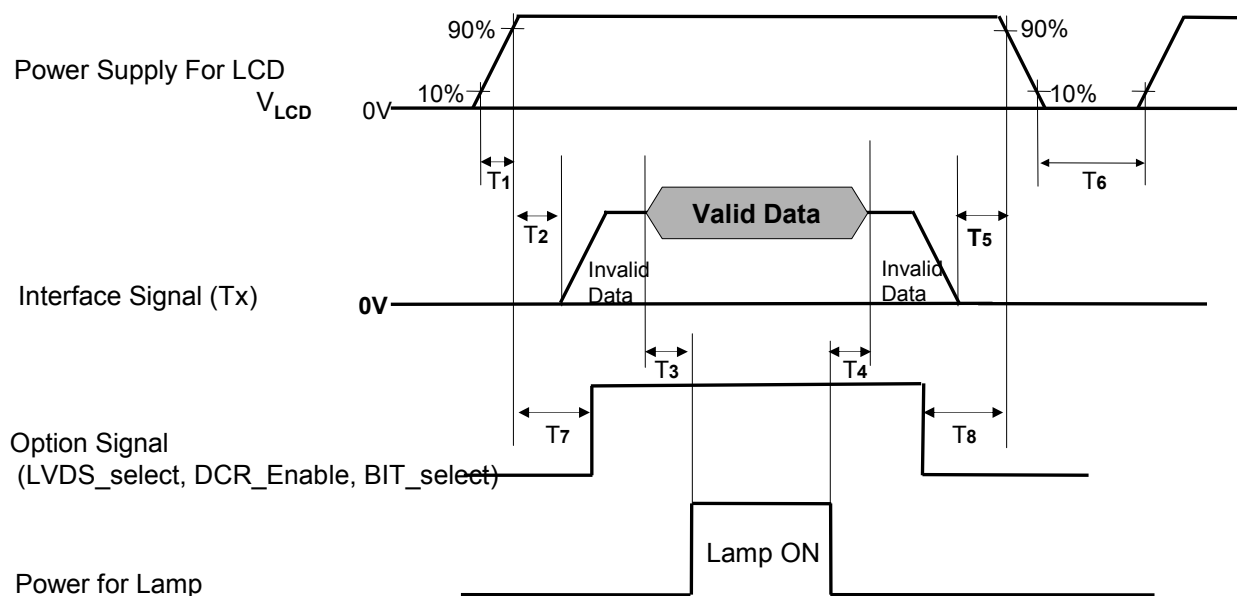 90%
90%
Power Supply For LCD
10%
10%
VLCD
0V
T1
T6
T2
Valid Data
T5
Invalid
Data
Invalid
Data
Interface Signal (Tx)
0V
T3
T4
T7
T8
Option Signal
(LVDS_select, DCR_Enable, BIT_select)
Lamp ON
Power for Lamp